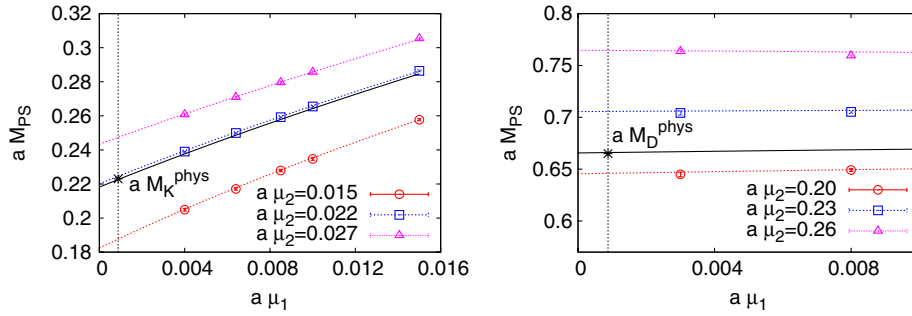 0.32
0.3
0.28
0.26
0.24
0.22
0.2
0.18
0
0.004
0.008
0.012
0.016
a M_PS
a μ_1
a M_K^phys
a μ_2=0.015
a μ_2=0.022
a μ_2=0.027
0.75
0.7
0.65
0.6
0
0.004
0.008
a M_PS
a μ_1
a M_D^phys
a μ_2=0.20
a μ_2=0.23
a μ_2=0.26